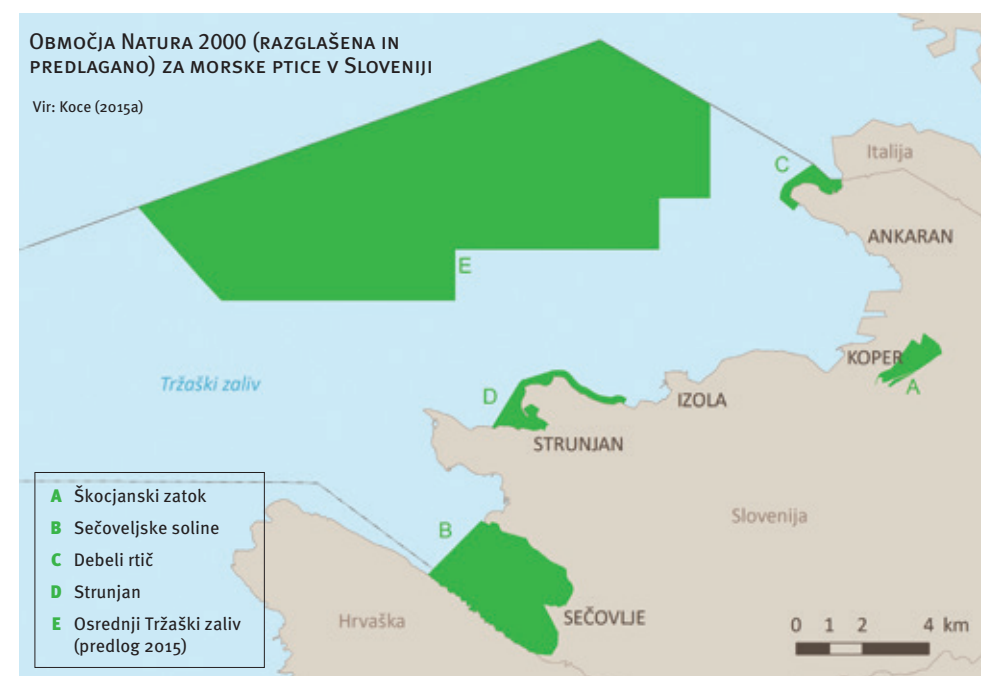 Območja Natura 2000 (razglašena in
predlagano) za morske ptice v Sloveniji
Vir: Koce (2015a)
C
Italija
ANKARAN
E
KOPER
A
Tržaški zaliv
D
IZOLA
STRUNJAN
A Škocjanski zatok
B Sečoveljske soline
C Debeli rtič
D Strunjan
E Osrednji Tržaški zaliv
(predlog 2015)
B
Slovenija
Hrvaška
SEČOVLJE
0 1 2 4 km